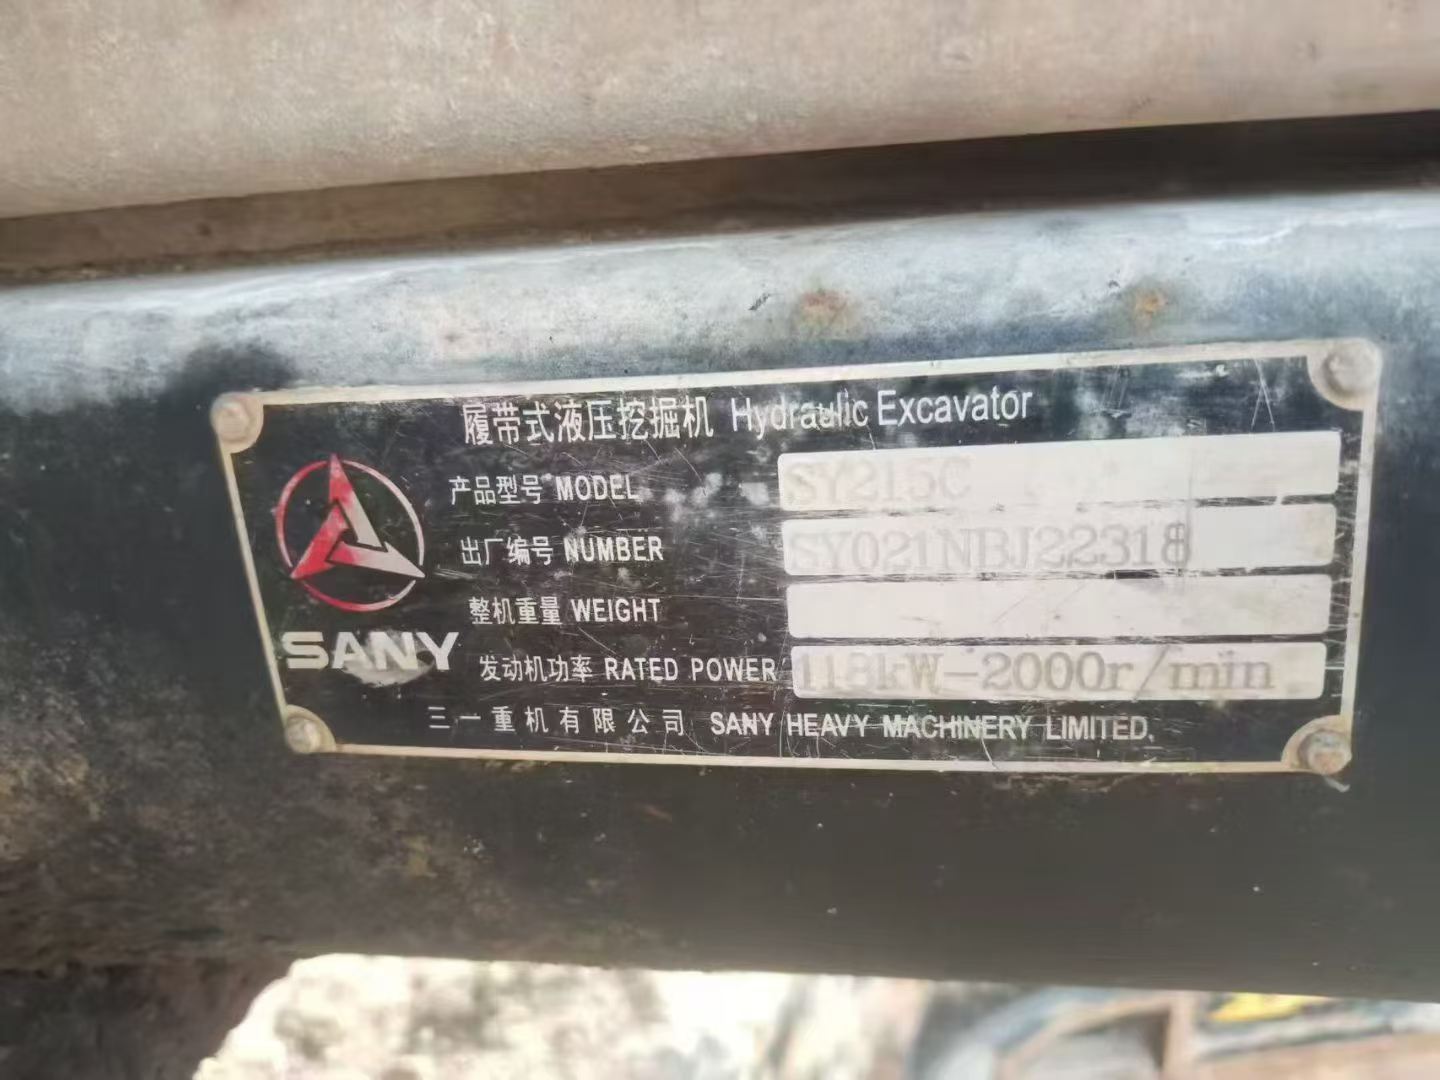 履带式液压挖掘机 Hydraulic Excavator
产品型号 MODEL SY215C
出厂编号 NUMBER SY021NBJ22318
整机重量 WEIGHT
SANY
发动机功率 RATED POWER 118kW-2000r/min
三一重机有限公司 SANY HEAVY MACHINERY LIMITED.